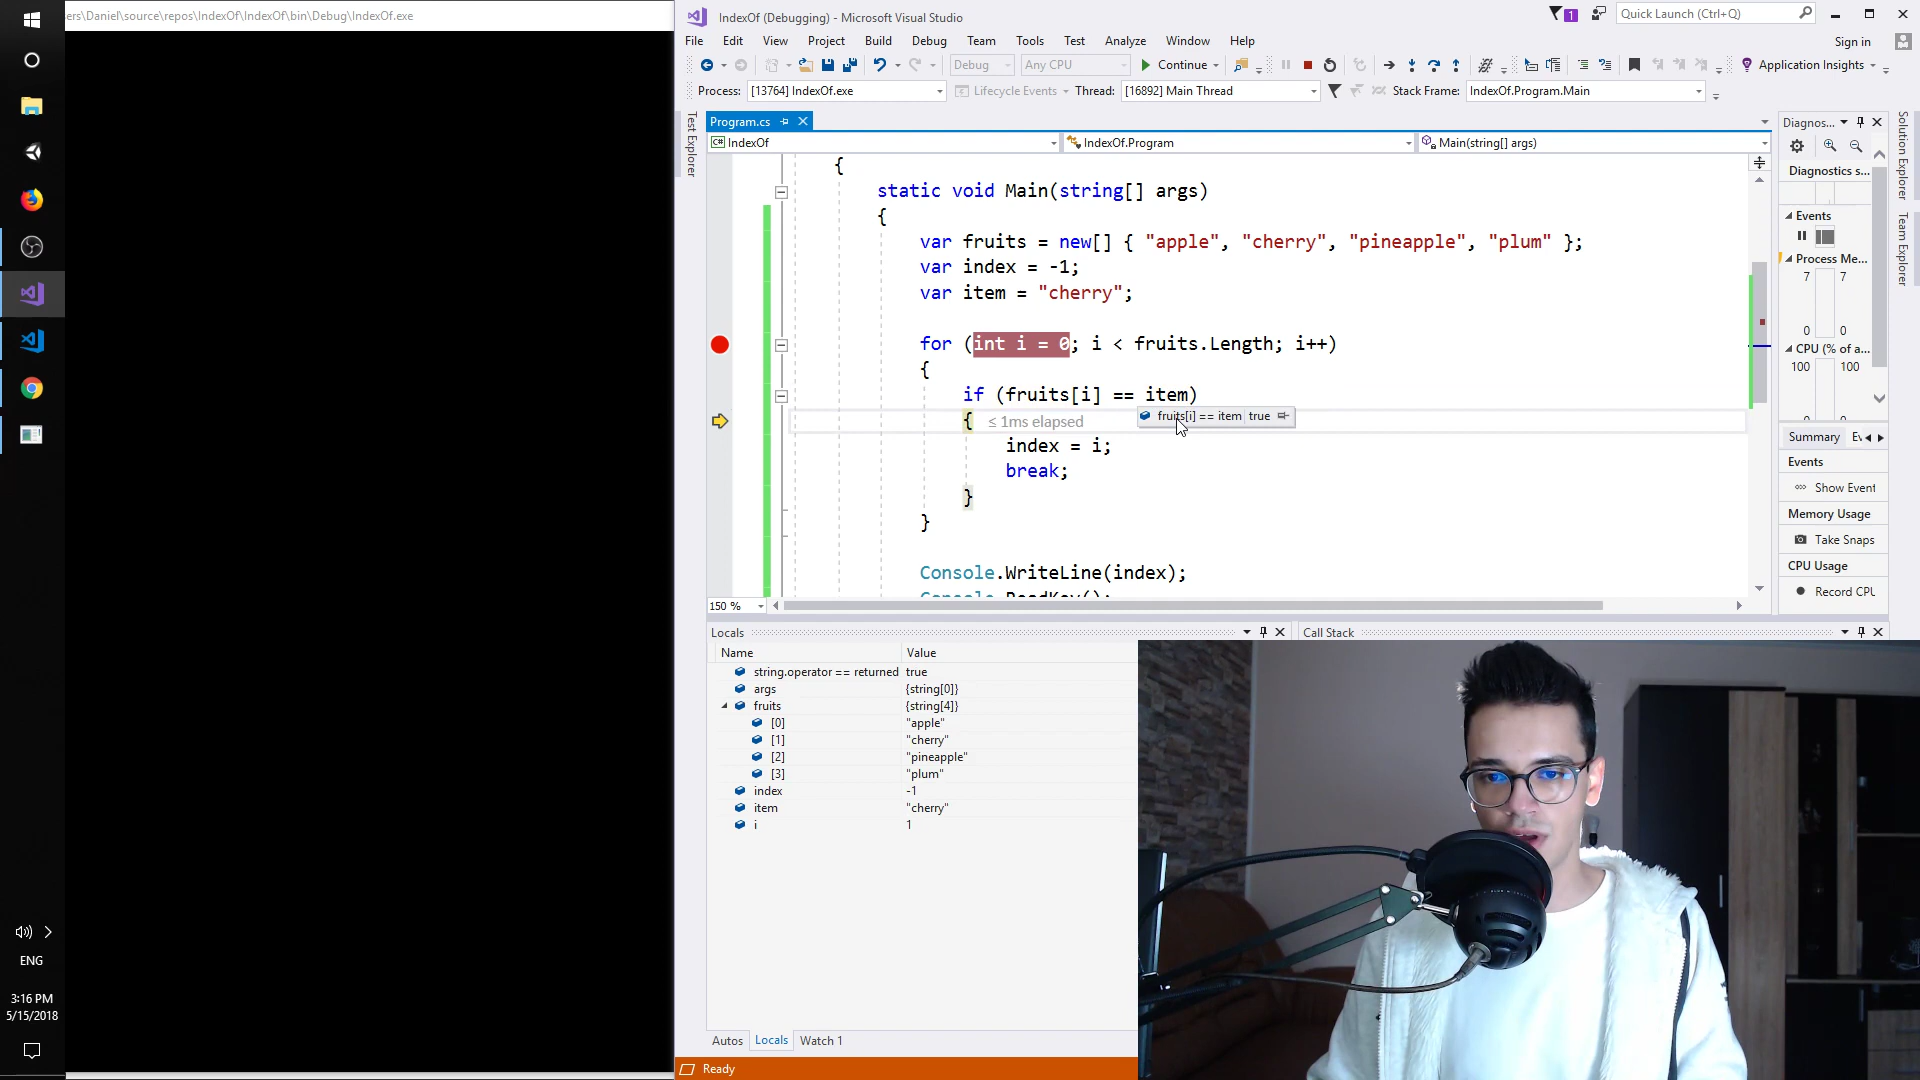 ers\Daniel\source\repos\IndexOf\IndexOf\bin\Debug\IndexOf.exe
IndexOf (Debugging) - Microsoft Visual Studio
1
Quick Launch (Ctrl+Q)
File Edit View Project Build Debug Team Tools Test Analyze Window Help
Sign in
Debug Any CPU Continue Application Insights
Process: [13764] IndexOf.exe Lifecycle Events Thread: [16892] Main Thread Stack Frame: IndexOf.Program.Main
Test Explorer
Program.cs
C# IndexOf IndexOf.Program Main(string[] args)
{
static void Main(string[] args)
{
var fruits = new[] { "apple", "cherry", "pineapple", "plum" };
var index = -1;
var item = "cherry";
for (int i = 0; i < fruits.Length; i++)
{
if (fruits[i] == item)
{ ≤ 1ms elapsed
fruits[i] == item true
index = i;
break;
}
}
Console.WriteLine(index);
Console.ReadKey();
150 %
Diagnos...
Diagnostics s...
Events
Process Me...
7 7
0 0
CPU (% of a...
100 100
0 0
Summary Ev
Events
Show Event
Memory Usage
Take Snaps
CPU Usage
Record CPU
Solution Explorer
Team Explorer
Locals
Name Value
string.operator == returned true
args {string[0]}
fruits {string[4]}
[0] "apple"
[1] "cherry"
[2] "pineapple"
[3] "plum"
index -1
item "cherry"
i 1
Autos Locals Watch 1
Call Stack
Ready
ENG
3:16 PM
5/15/2018